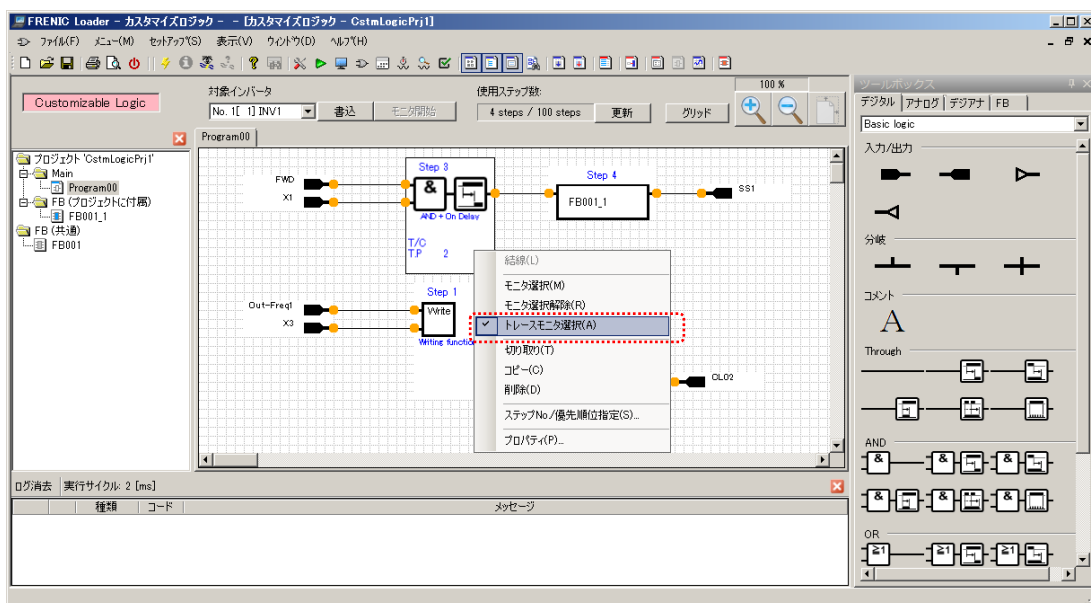 FRENIC Loader - カスタマイズロジック - - [カスタマイズロジック - CstmLogicPrj1]
ファイル(F) メニュー(M) セットアップ(S) 表示(V) ウィンドウ(D) ヘルプ(H)
Customizable Logic
対象インバータ
No. 1[ 1] INV1
書込
モニタ開始
使用ステップ数:
4 steps / 100 steps
更新
グリッド
100 %
Program00
プロジェクト 'CstmLogicPrj1'
Main
Program00
FB (プロジェクトに付属)
FB001_1
FB (共通)
FB001
Step 3
FWD
X1
&
AND + On Delay
T/C
T.P 2
Step 4
FB001_1
SS1
Step 1
Out-Freq1
X3
Write
Writing function
CLO2
結線(L)
モニタ選択(M)
モニタ選択解除(R)
トレースモニタ選択(A)
切り取り(T)
コピー(C)
削除(D)
ステップNo/優先順位指定(S)...
プロパティ(P)...
ツールボックス
デジタル アナログ デジアナ FB
Basic logic
入力/出力
分岐
コメント
A
Through
AND
& & &
& & &
OR
≧1 ≧1 ≧1
ログ消去 実行サイクル: 2 [ms]
種類 コード メッセージ